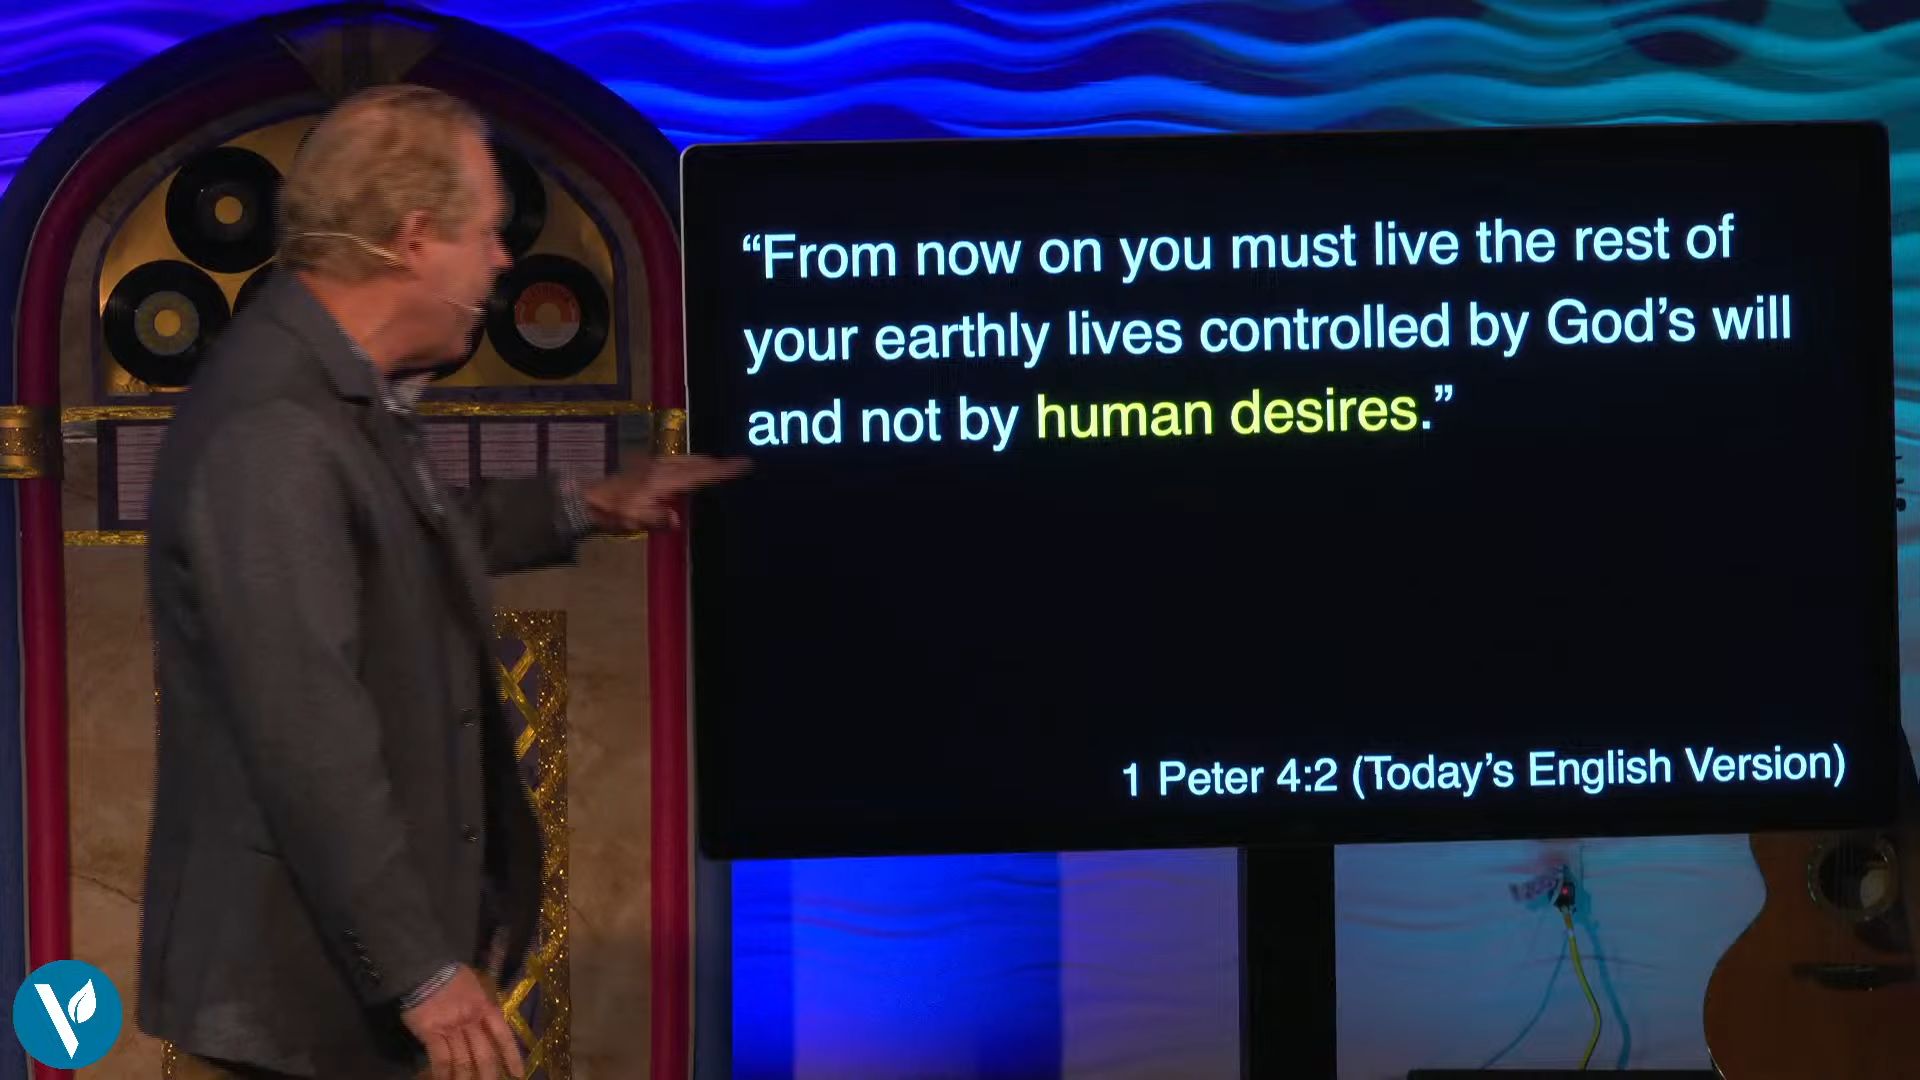 “From now on you must live the rest of
your earthly lives controlled by God’s will
and not by human desires.”
1 Peter 4:2 (Today’s English Version)